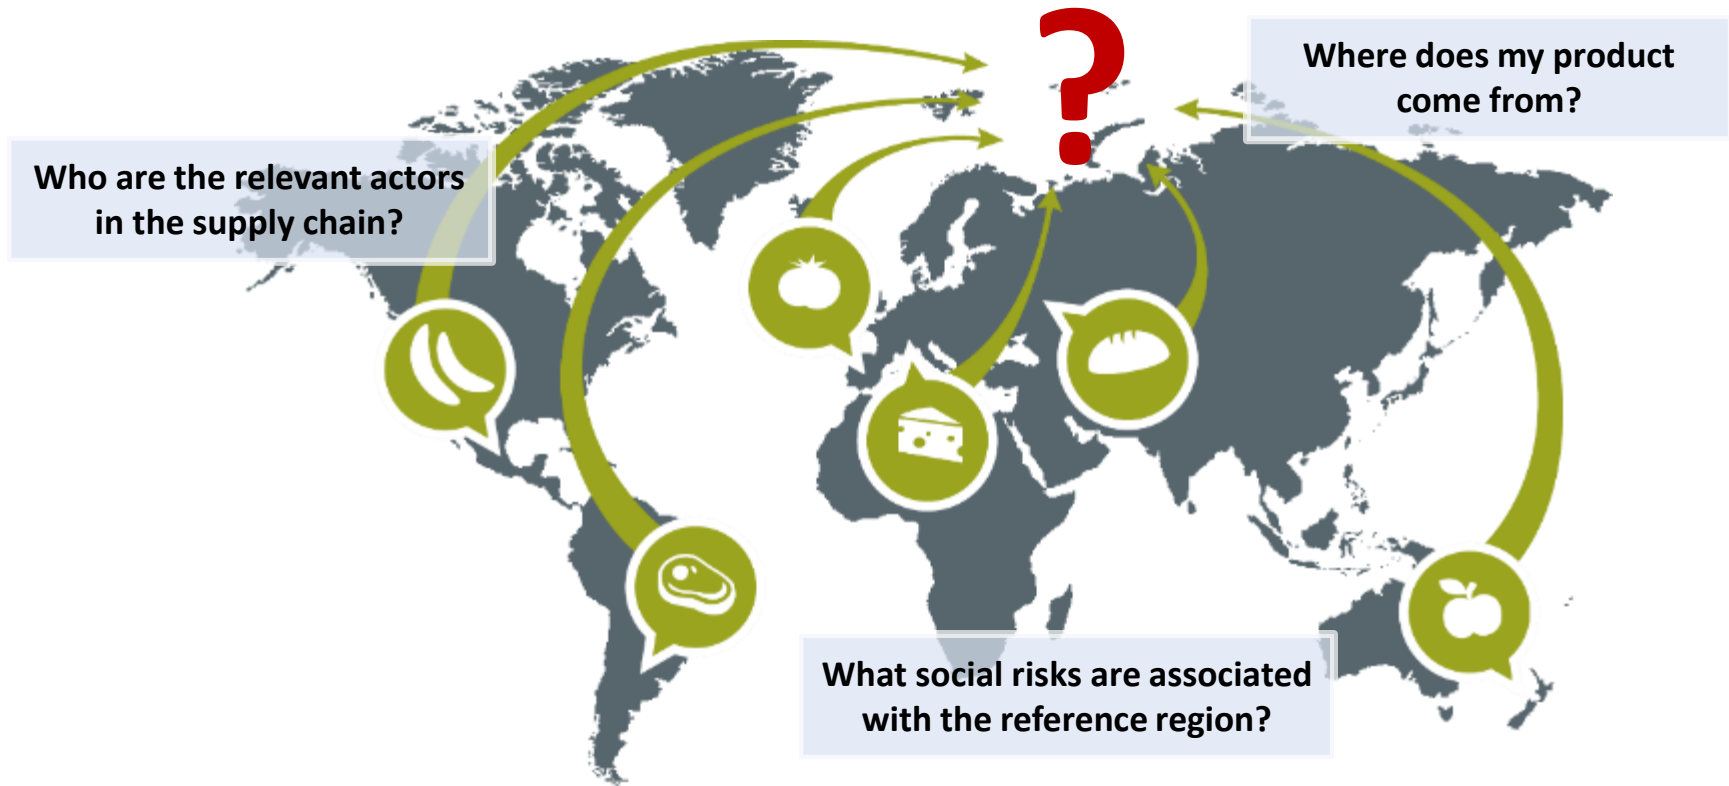 ?
Where does my product
come from?
Who are the relevant actors
in the supply chain?
What social risks are associated
with the reference region?